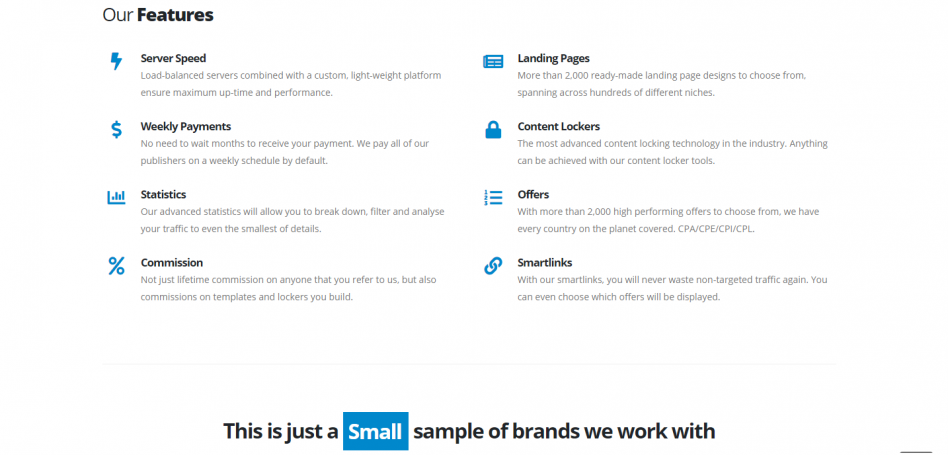 Our Features
Server Speed
Load-balanced servers combined with a custom, light-weight platform
ensure maximum up-time and performance.
Landing Pages
More than 2,000 ready-made landing page designs to choose from,
spanning across hundreds of different niches.
Weekly Payments
No need to wait months to receive your payment. We pay all of our
publishers on a weekly schedule by default.
Content Lockers
The most advanced content locking technology in the industry. Anything
can be achieved with our content locker tools.
Statistics
Our advanced statistics will allow you to break down, filter and analyse
your traffic to even the smallest of details.
Offers
With more than 2,000 high performing offers to choose from, we have
every country on the planet covered. CPA/CPE/CPI/CPL.
Commission
Not just lifetime commission on anyone that you refer to us, but also
commissions on templates and lockers you build.
Smartlinks
With our smartlinks, you will never waste non-targeted traffic again. You
can even choose which offers will be displayed.
This is just a Small sample of brands we work with